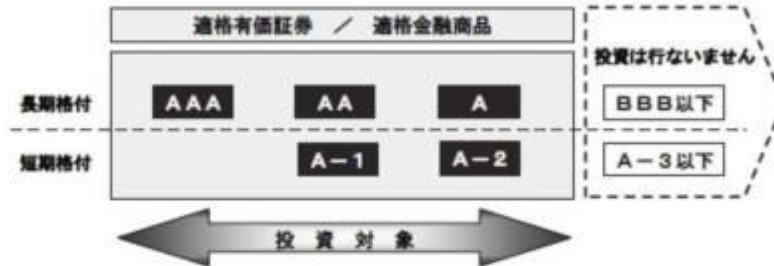 適格有価証券 ／ 適格金融商品
投資は行ないません
長期格付 AAA AA A BBB以下
短期格付 A－1 A－2 A－3以下
投資対象